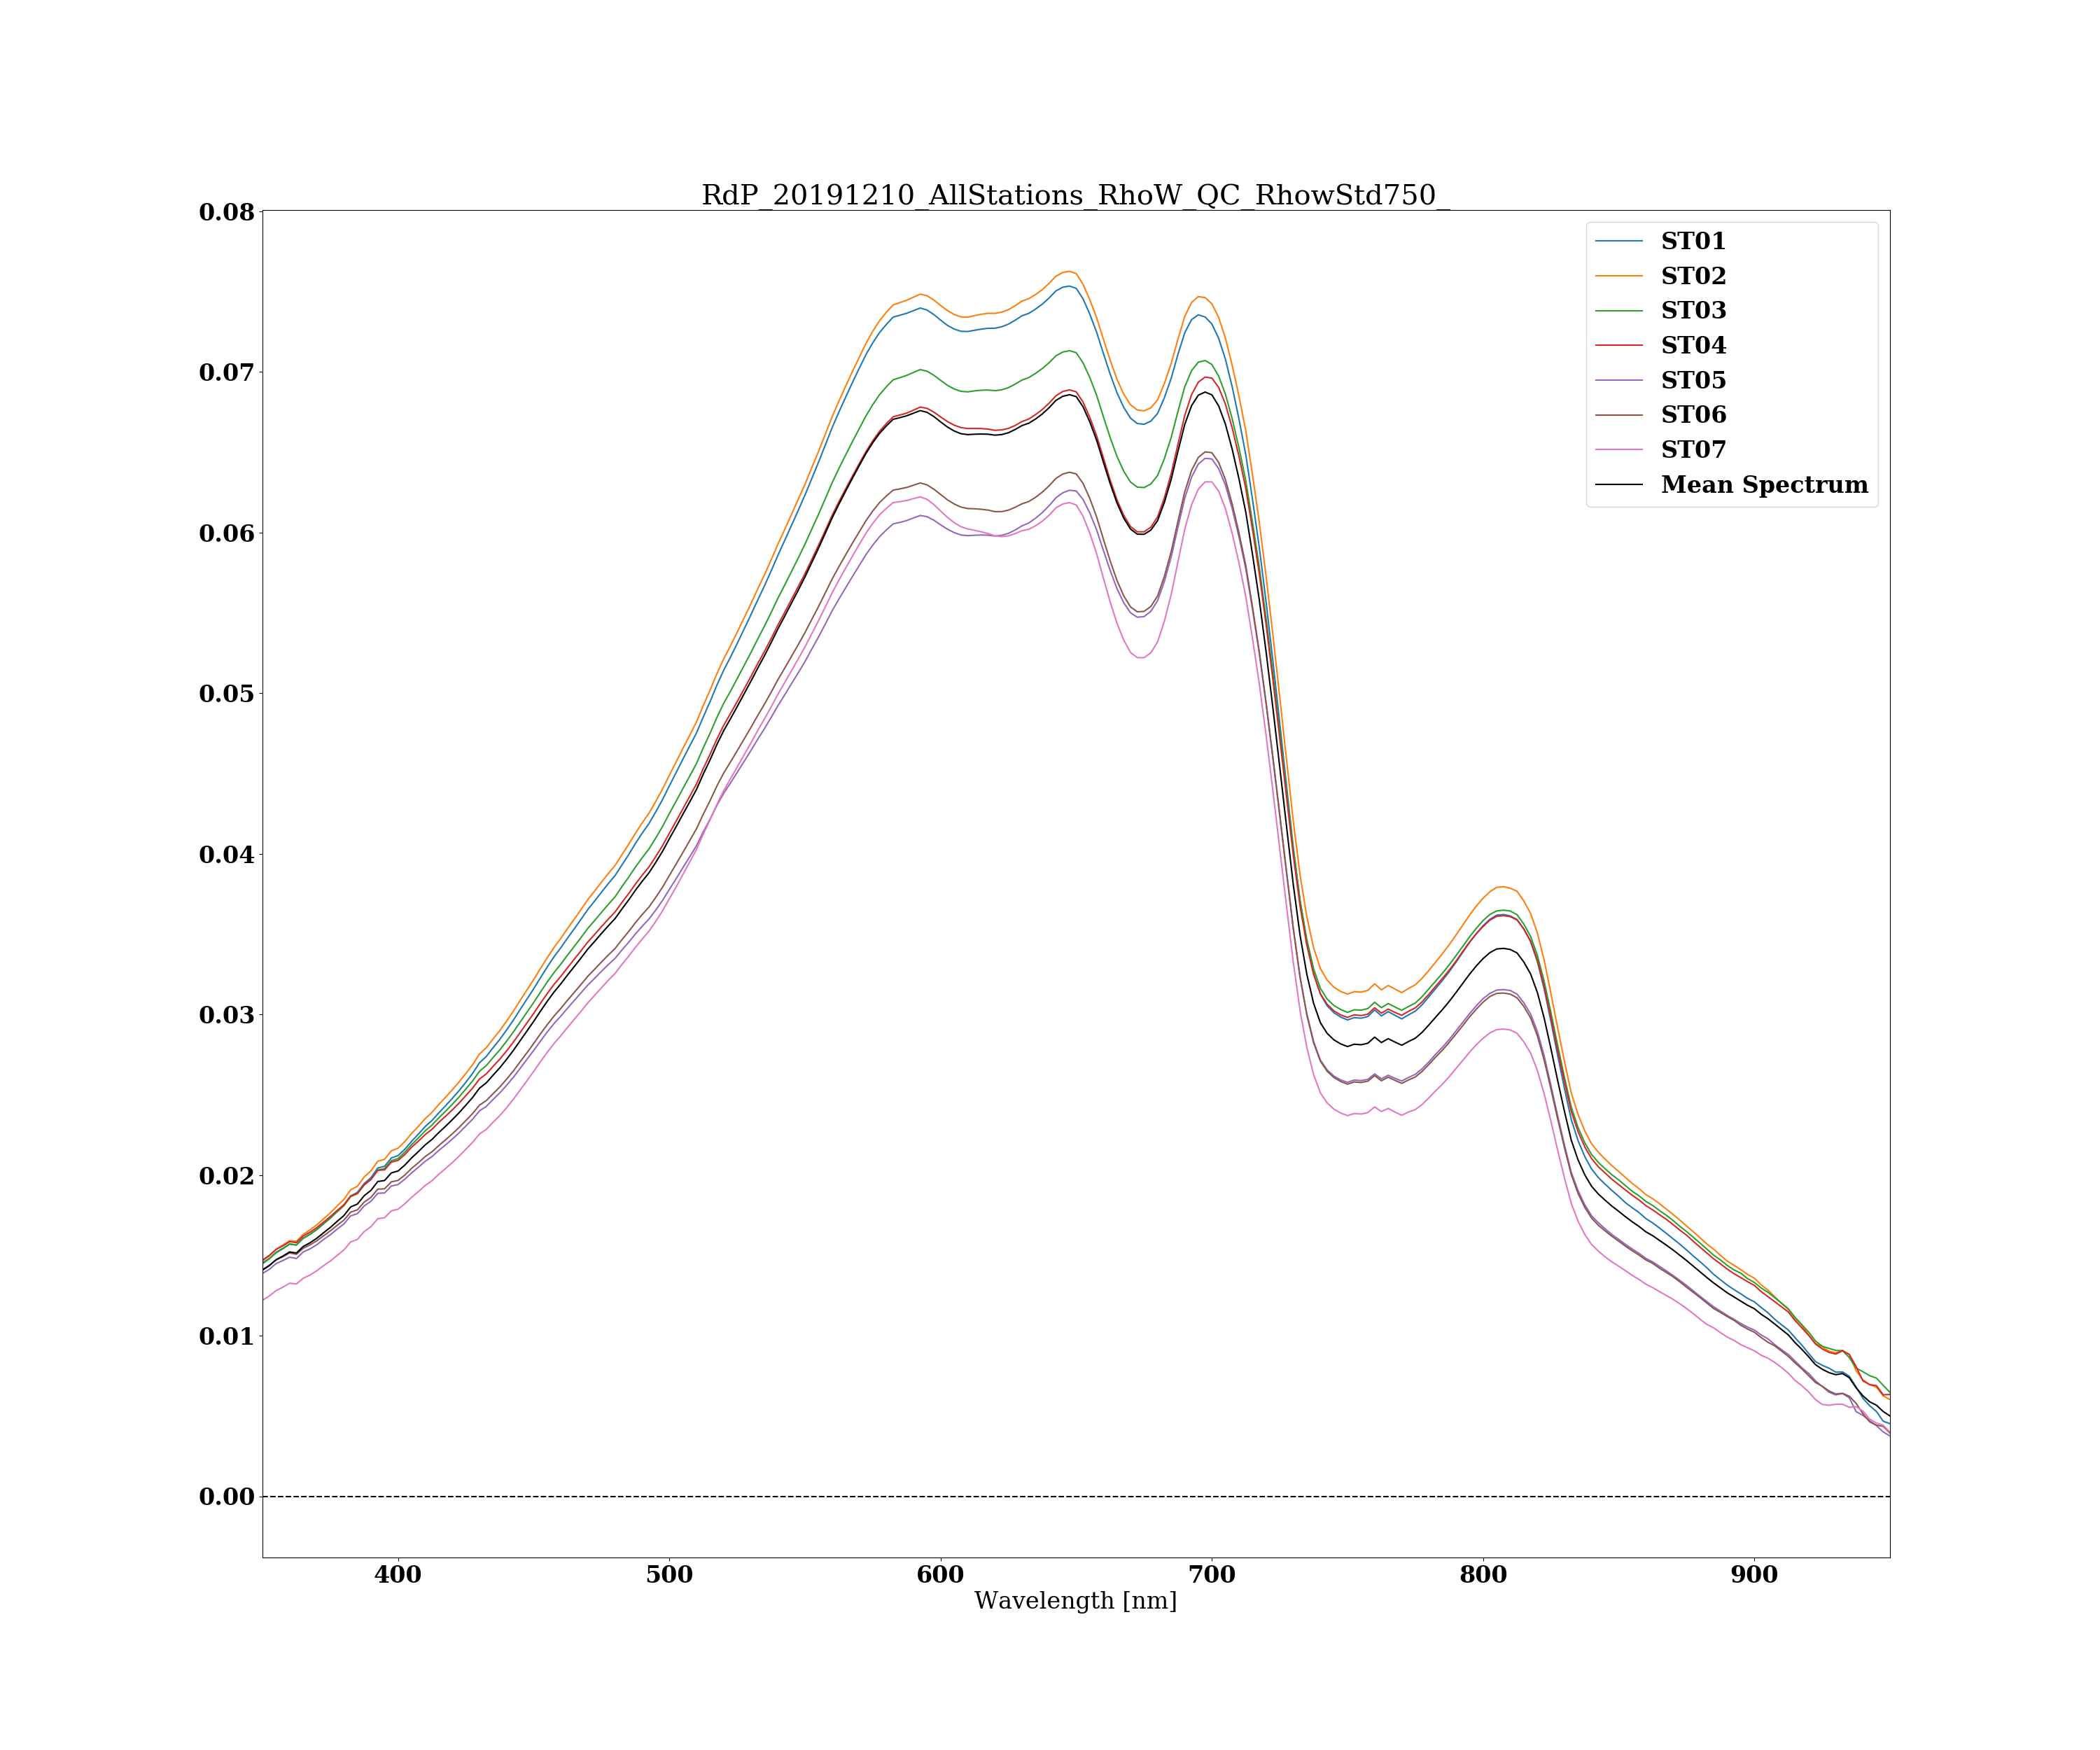 RdP_20191210_AllStations_RhoW_QC_RhowStd750_
0.08
0.07
0.06
0.05
0.04
0.03
0.02
0.01
0.00
ST01
ST02
ST03
ST04
ST05
ST06
ST07
Mean Spectrum
400 500 600 700 800 900
Wavelength [nm]